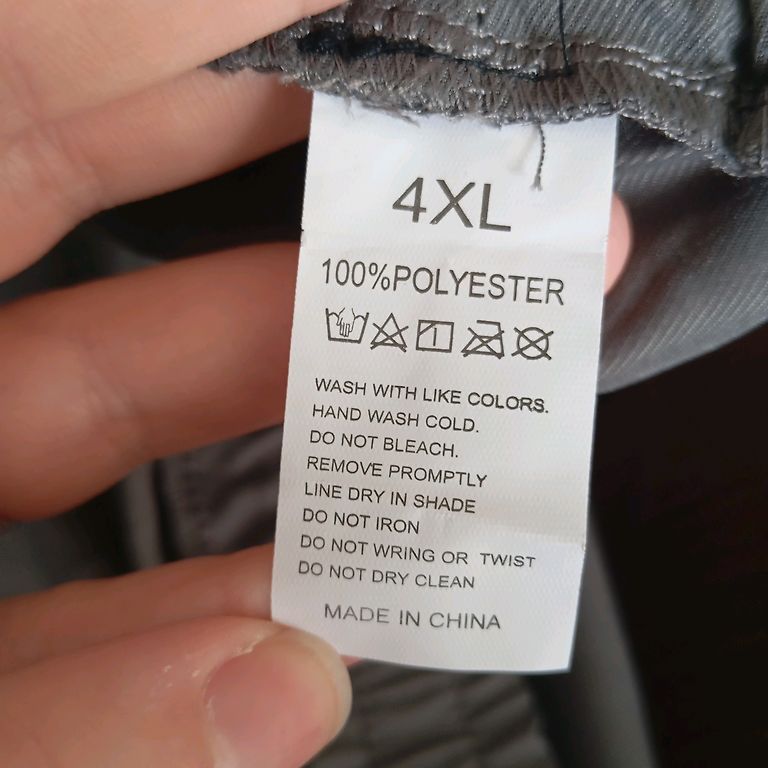 4XL
100%POLYESTER
WASH WITH LIKE COLORS.
HAND WASH COLD.
DO NOT BLEACH.
REMOVE PROMPTLY
LINE DRY IN SHADE
DO NOT IRON
DO NOT WRING OR TWIST
DO NOT DRY CLEAN
MADE IN CHINA